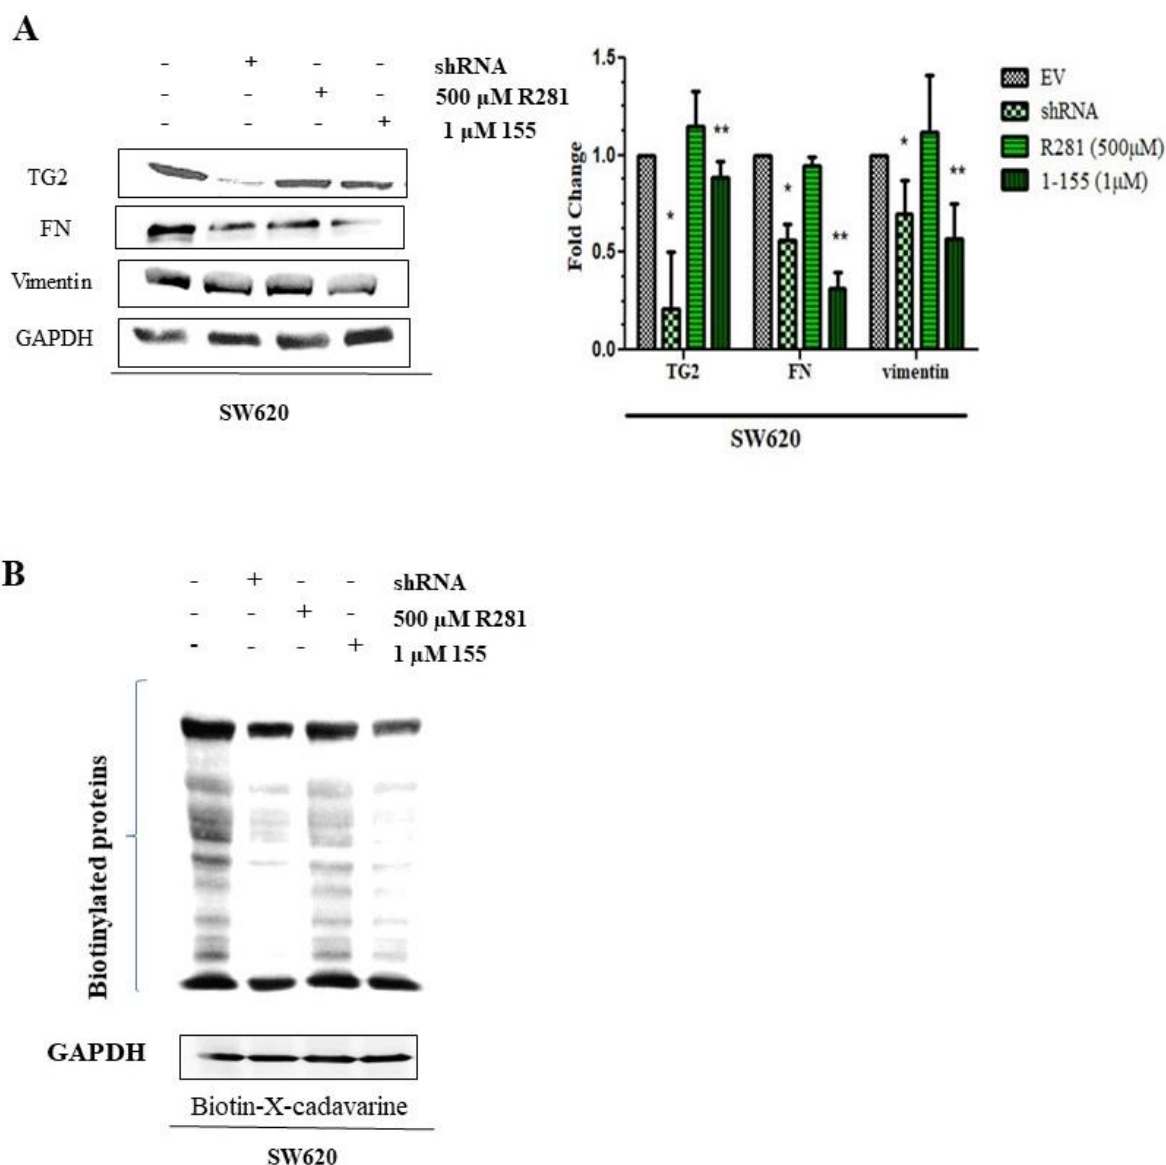 A
- + - - shRNA
- - + - 500 µM R281
- - - + 1 µM 155
TG2
FN
Vimentin
GAPDH
SW620
Fold Change
1.5
1.0
0.5
0.0
* ** * ** * **
TG2 FN vimentin
SW620
EV
shRNA
R281 (500µM)
1-155 (1µM)
B
- + - - shRNA
- - + - 500 µM R281
- - - + 1 µM 155
Biotinylated proteins
GAPDH
Biotin-X-cadavarine
SW620